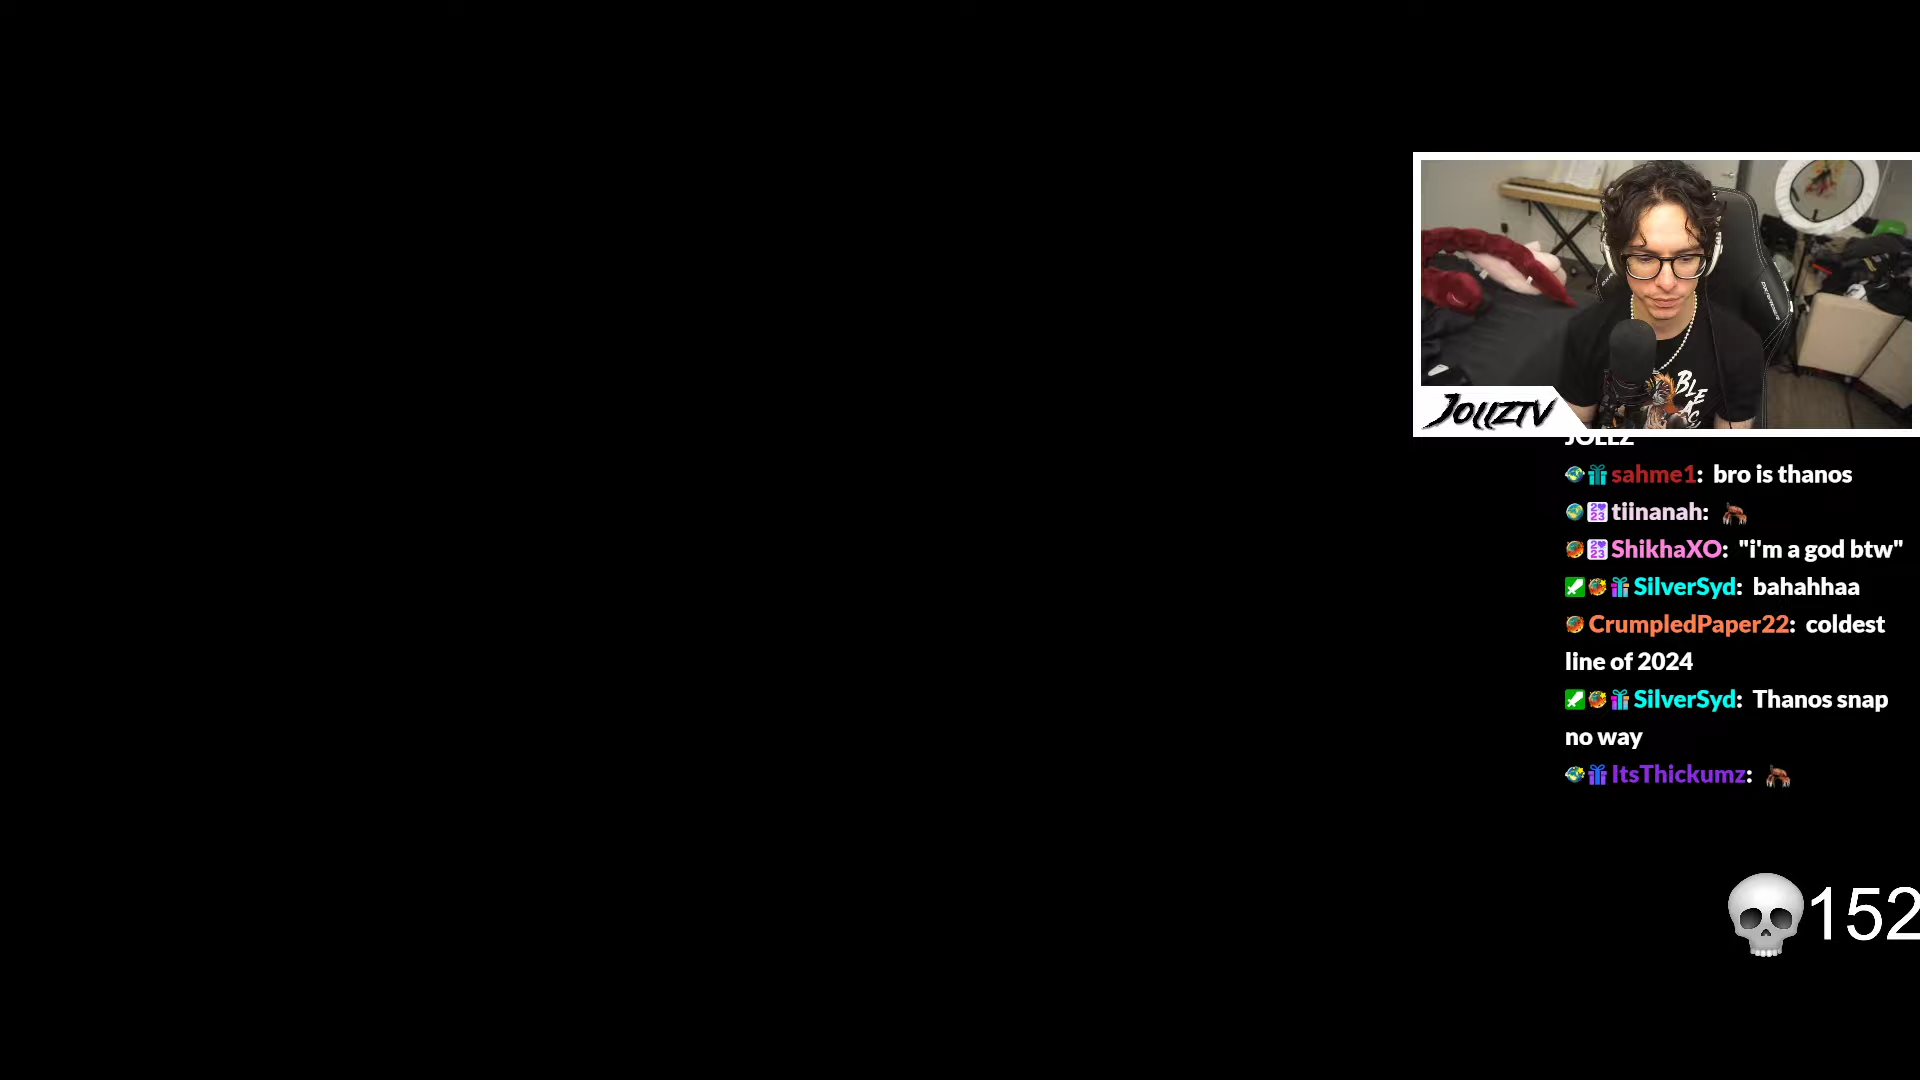 JOLLZTV
JOLLZ
sahme1: bro is thanos
tiinanah:
ShikhaXO: "i'm a god btw"
SilverSyd: bahahhaa
CrumpledPaper22: coldest
line of 2024
SilverSyd: Thanos snap
no way
ItsThickumz:
152